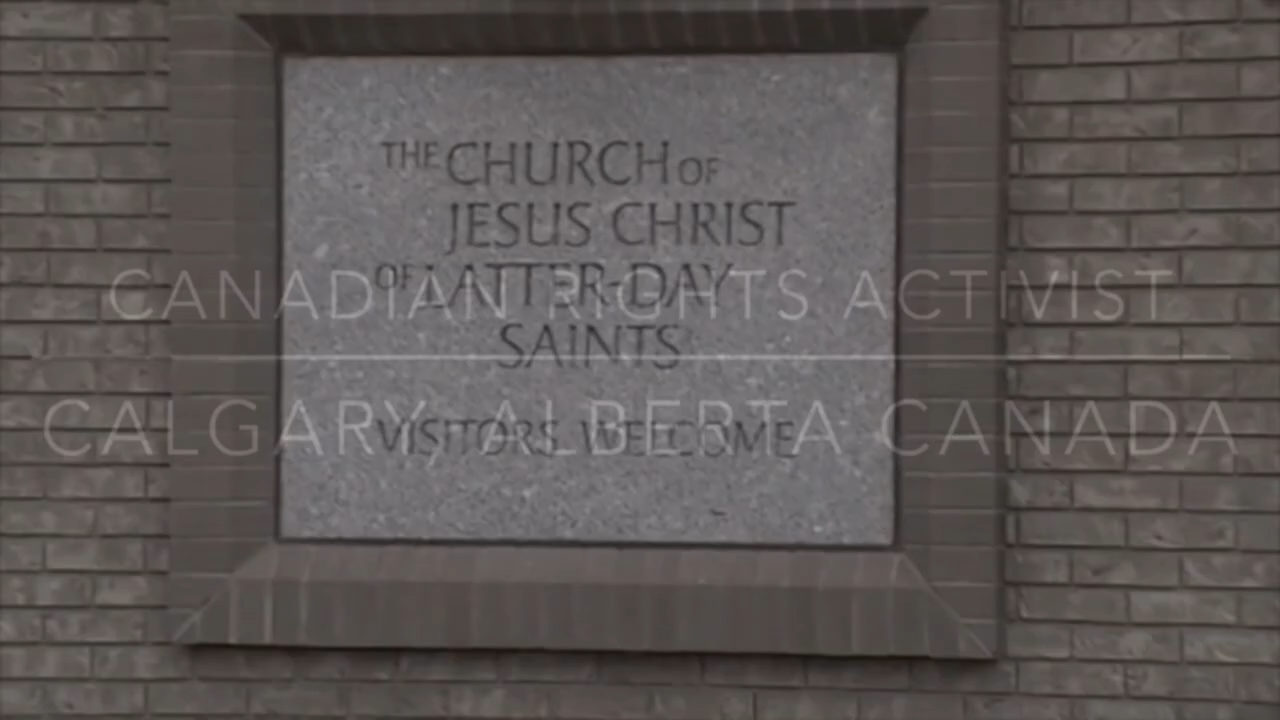 THE CHURCH OF
JESUS CHRIST
OF LATTER-DAY
SAINTS
VISITORS WELCOME
CANADIAN RIGHTS ACTIVIST
CALGARY, ALBERTA CANADA